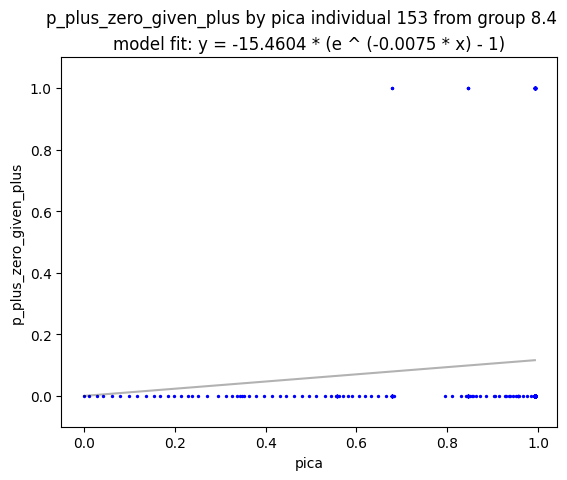 p_plus_zero_given_plus by pica individual 153 from group 8.4
model fit: y = -15.4604 * (e ^ (-0.0075 * x) - 1)
1.0
0.8
0.6
0.4
0.2
0.0
p_plus_zero_given_plus
0.0 0.2 0.4 0.6 0.8 1.0
pica